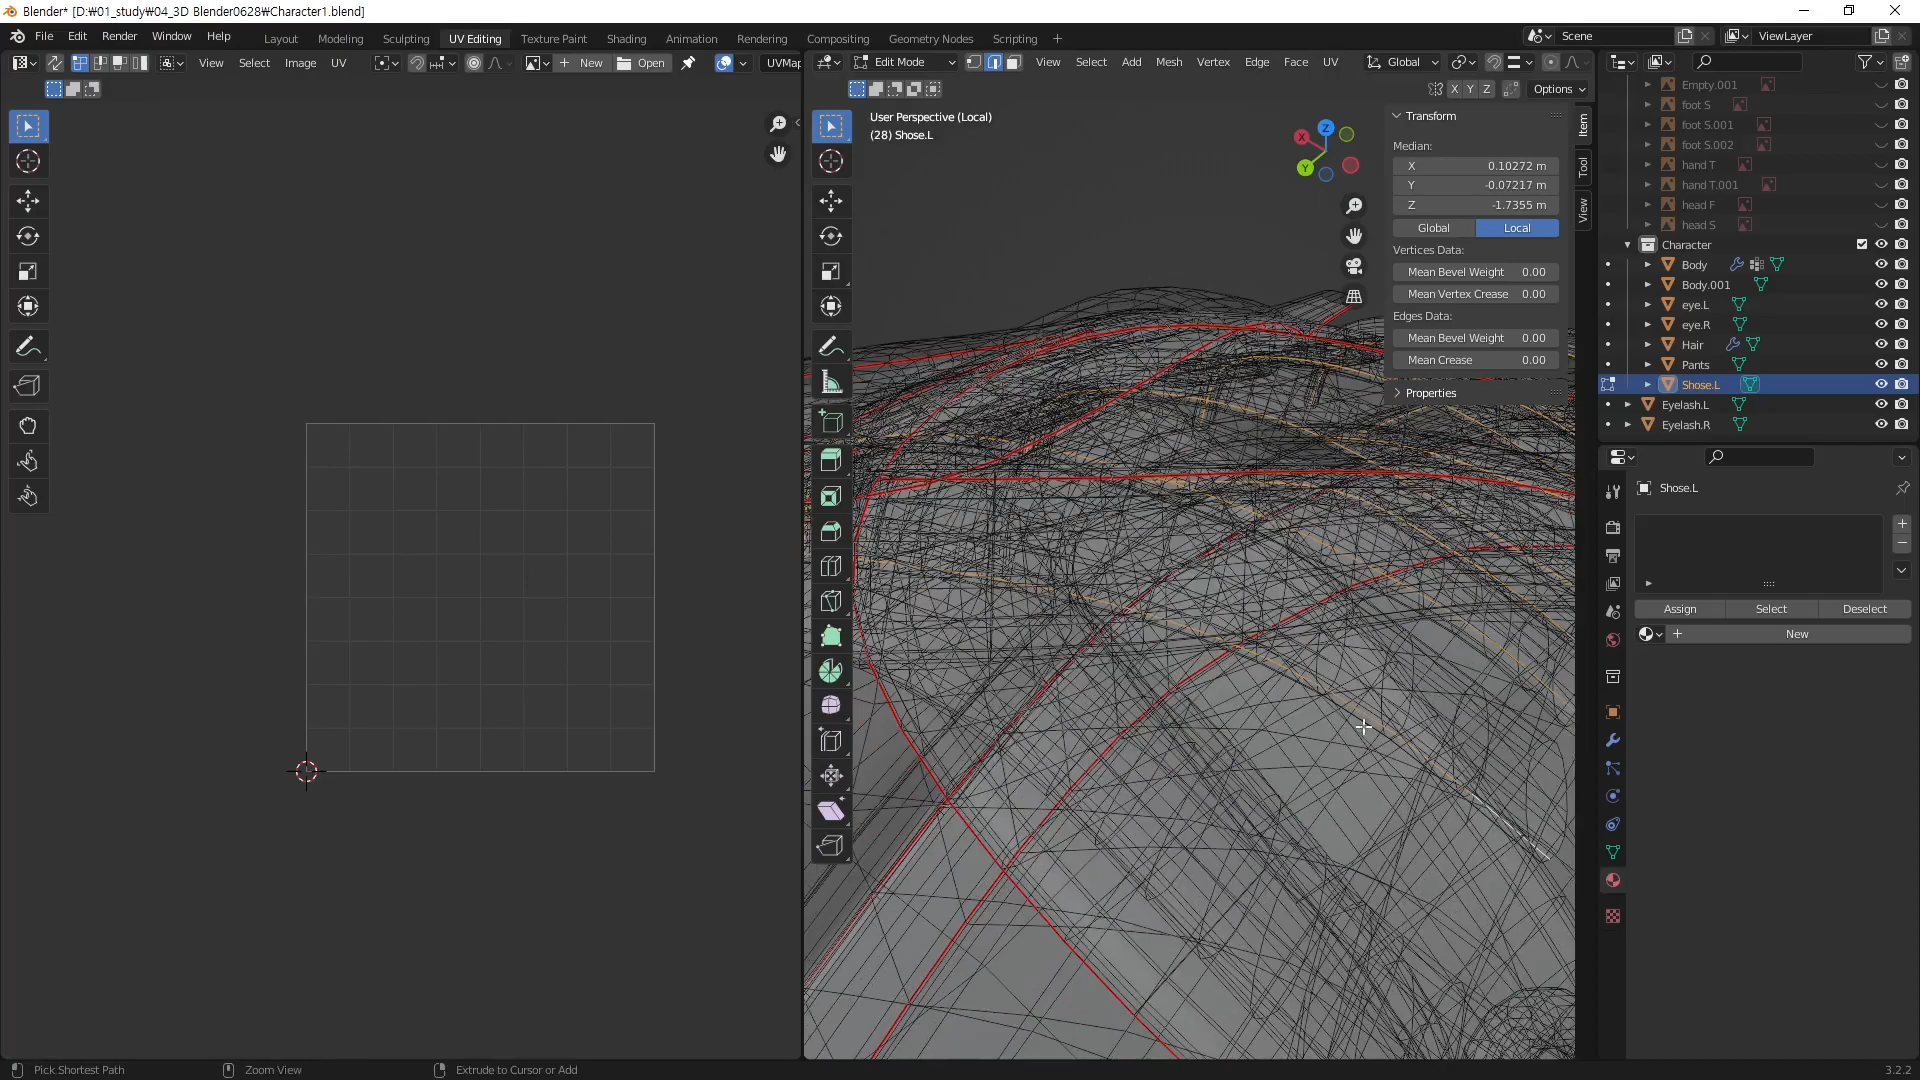 Blender* [D:₩01_study₩04_3D Blender0628₩Character1.blend]
File Edit Render Window Help
Layout Modeling Sculpting UV Editing Texture Paint Shading Animation Rendering Compositing Geometry Nodes Scripting +
Scene
ViewLayer
View Select Image UV
New
Open
UVMap
Edit Mode
View Select Add Mesh Vertex Edge Face UV
Global
X Y Z
Options
User Perspective (Local)
(28) Shose.L
X
Y
Z
Transform
Median:
X 0.10272 m
Y -0.07217 m
Z -1.7355 m
Global Local
Vertices Data:
Mean Bevel Weight 0.00
Mean Vertex Crease 0.00
Edges Data:
Mean Bevel Weight 0.00
Mean Crease 0.00
Properties
Item
Tool
View
Empty.001
foot S
foot S.001
foot S.002
hand T
hand T.001
head F
head S
Character
Body
Body.001
eye.L
eye.R
Hair
Pants
Shose.L
Eyelash.L
Eyelash.R
Shose.L
Assign Select Deselect
New
Pick Shortest Path
Zoom View
Extrude to Cursor or Add
3.2.2